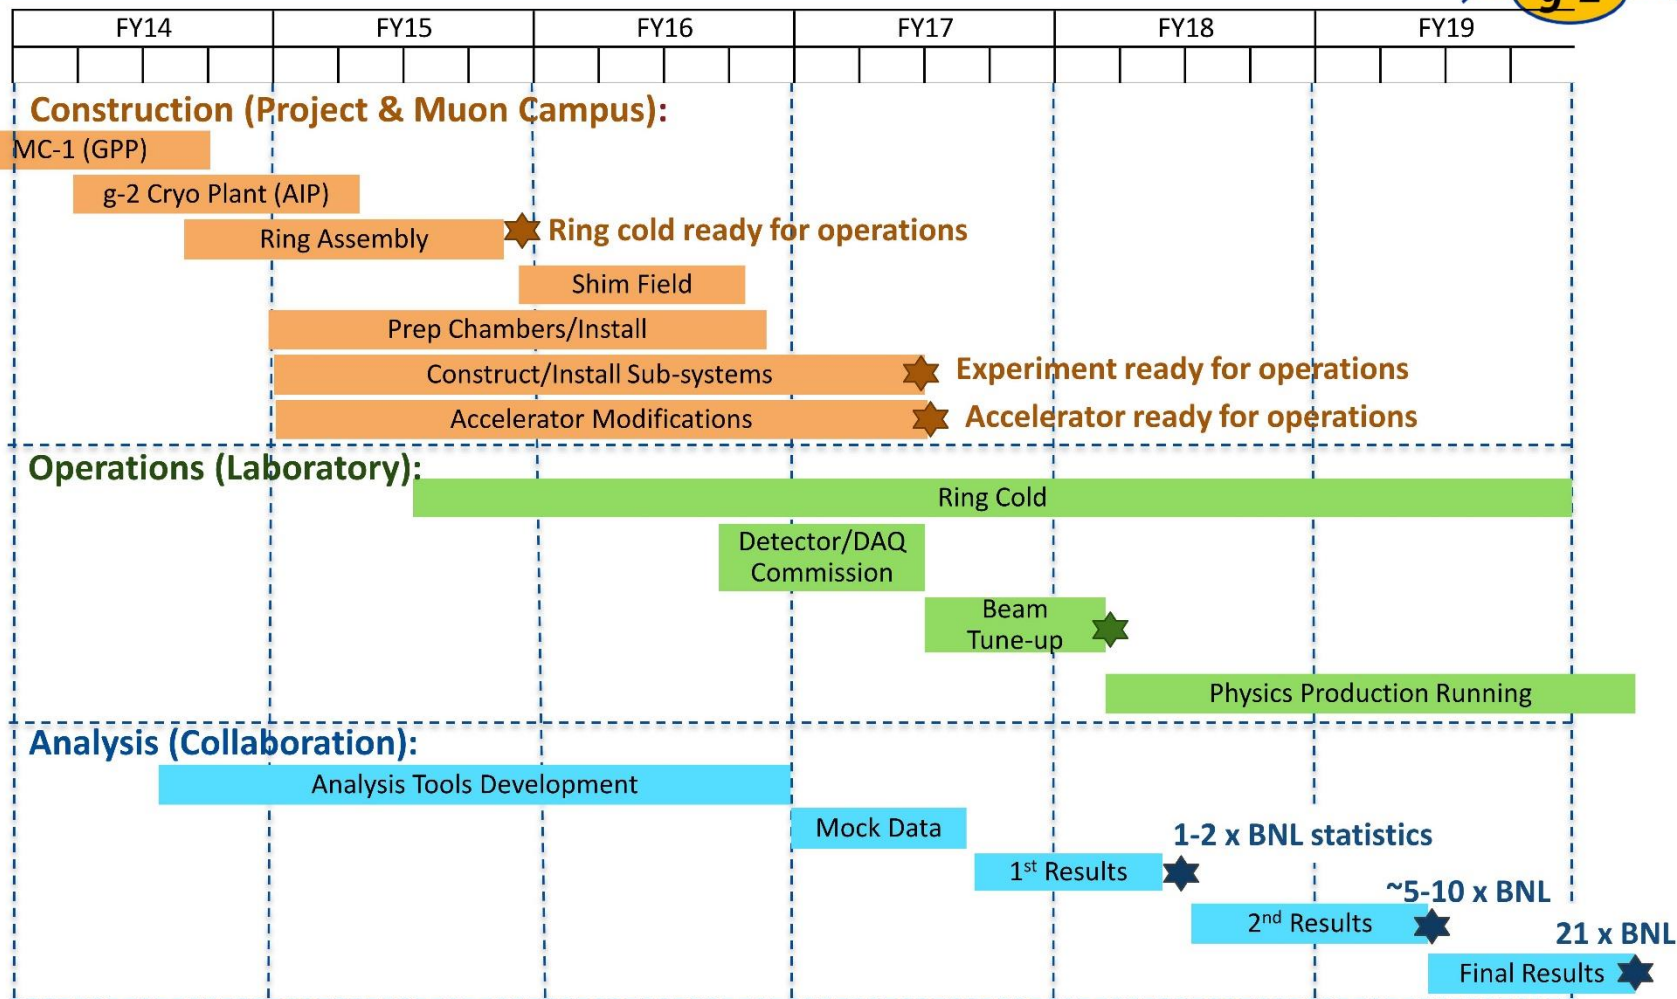 FY14 FY15 FY16 FY17 FY18 FY19
Construction (Project & Muon Campus):
MC-1 (GPP)
g-2 Cryo Plant (AIP)
Ring Assembly
Ring cold ready for operations
Shim Field
Prep Chambers/Install
Construct/Install Sub-systems
Experiment ready for operations
Accelerator Modifications
Accelerator ready for operations
Operations (Laboratory):
Ring Cold
Detector/DAQ
Commission
Beam
Tune-up
Physics Production Running
Analysis (Collaboration):
Analysis Tools Development
Mock Data
1-2 x BNL statistics
1st Results
~5-10 x BNL
2nd Results
21 x BNL
Final Results